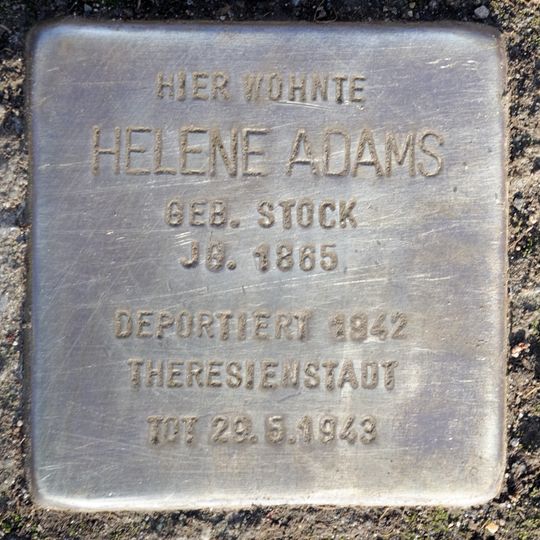 HIER WOHNTE
HELENE ADAMS
GEB. STOCK
JG. 1865
DEPORTIERT 1942
THERESIENSTADT
TOT 29.5.1943